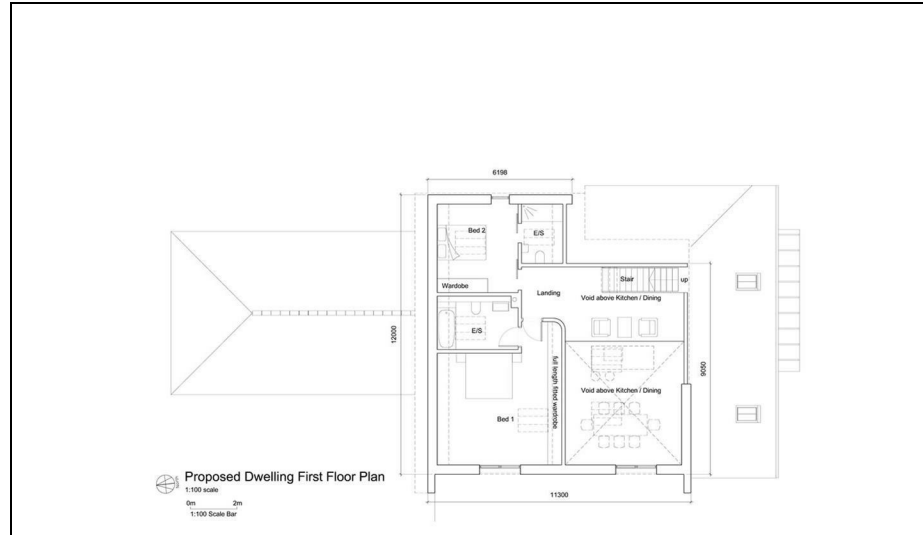 6198
Bed 2
E/S
Wardobe
Landing
Stair
up
Void above Kitchen / Dining
E/S
12000
9050
full length fitted wardrobe
Bed 1
Void above Kitchen / Dining
Proposed Dwelling First Floor Plan
1:100 scale
0m 2m
1:100 Scale Bar
11300